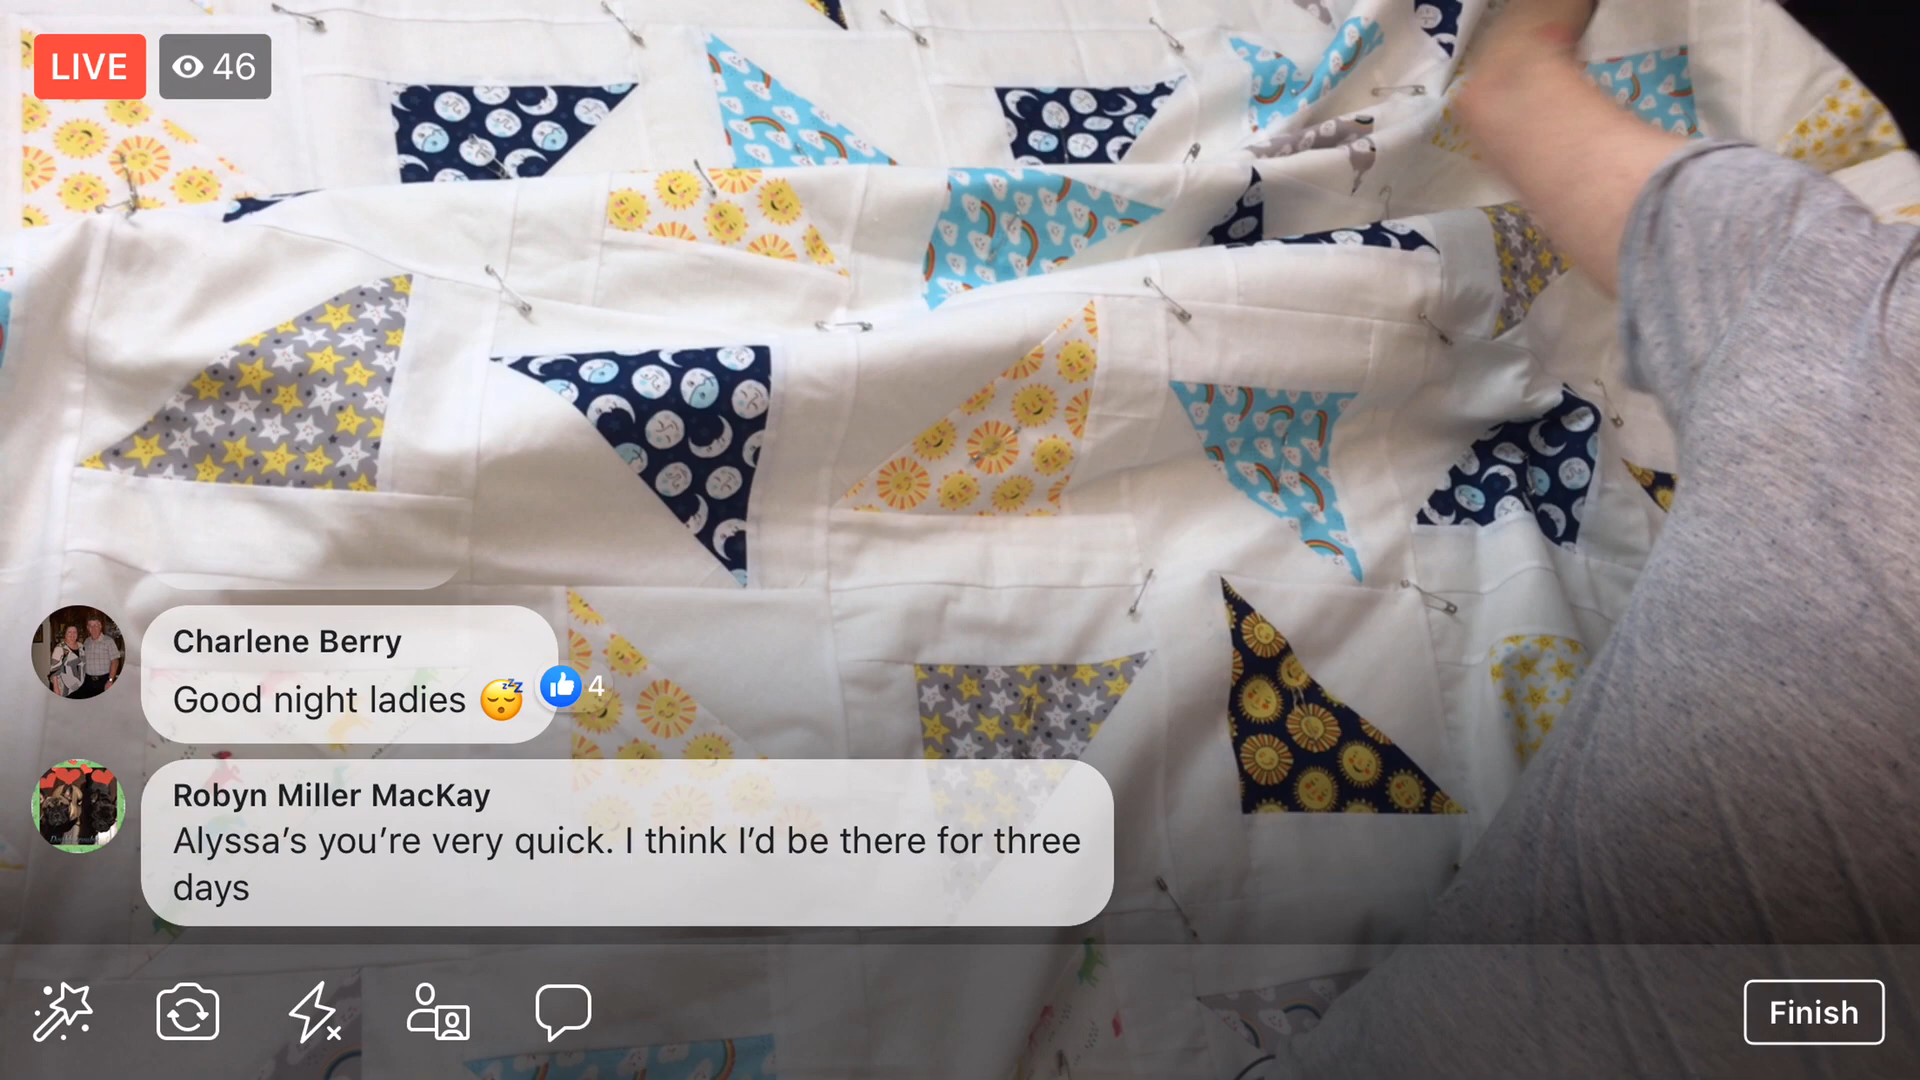 LIVE
46
Charlene Berry
Good night ladies 😴
4
Robyn Miller MacKay
Alyssa’s you’re very quick. I think I’d be there for three
days
Finish